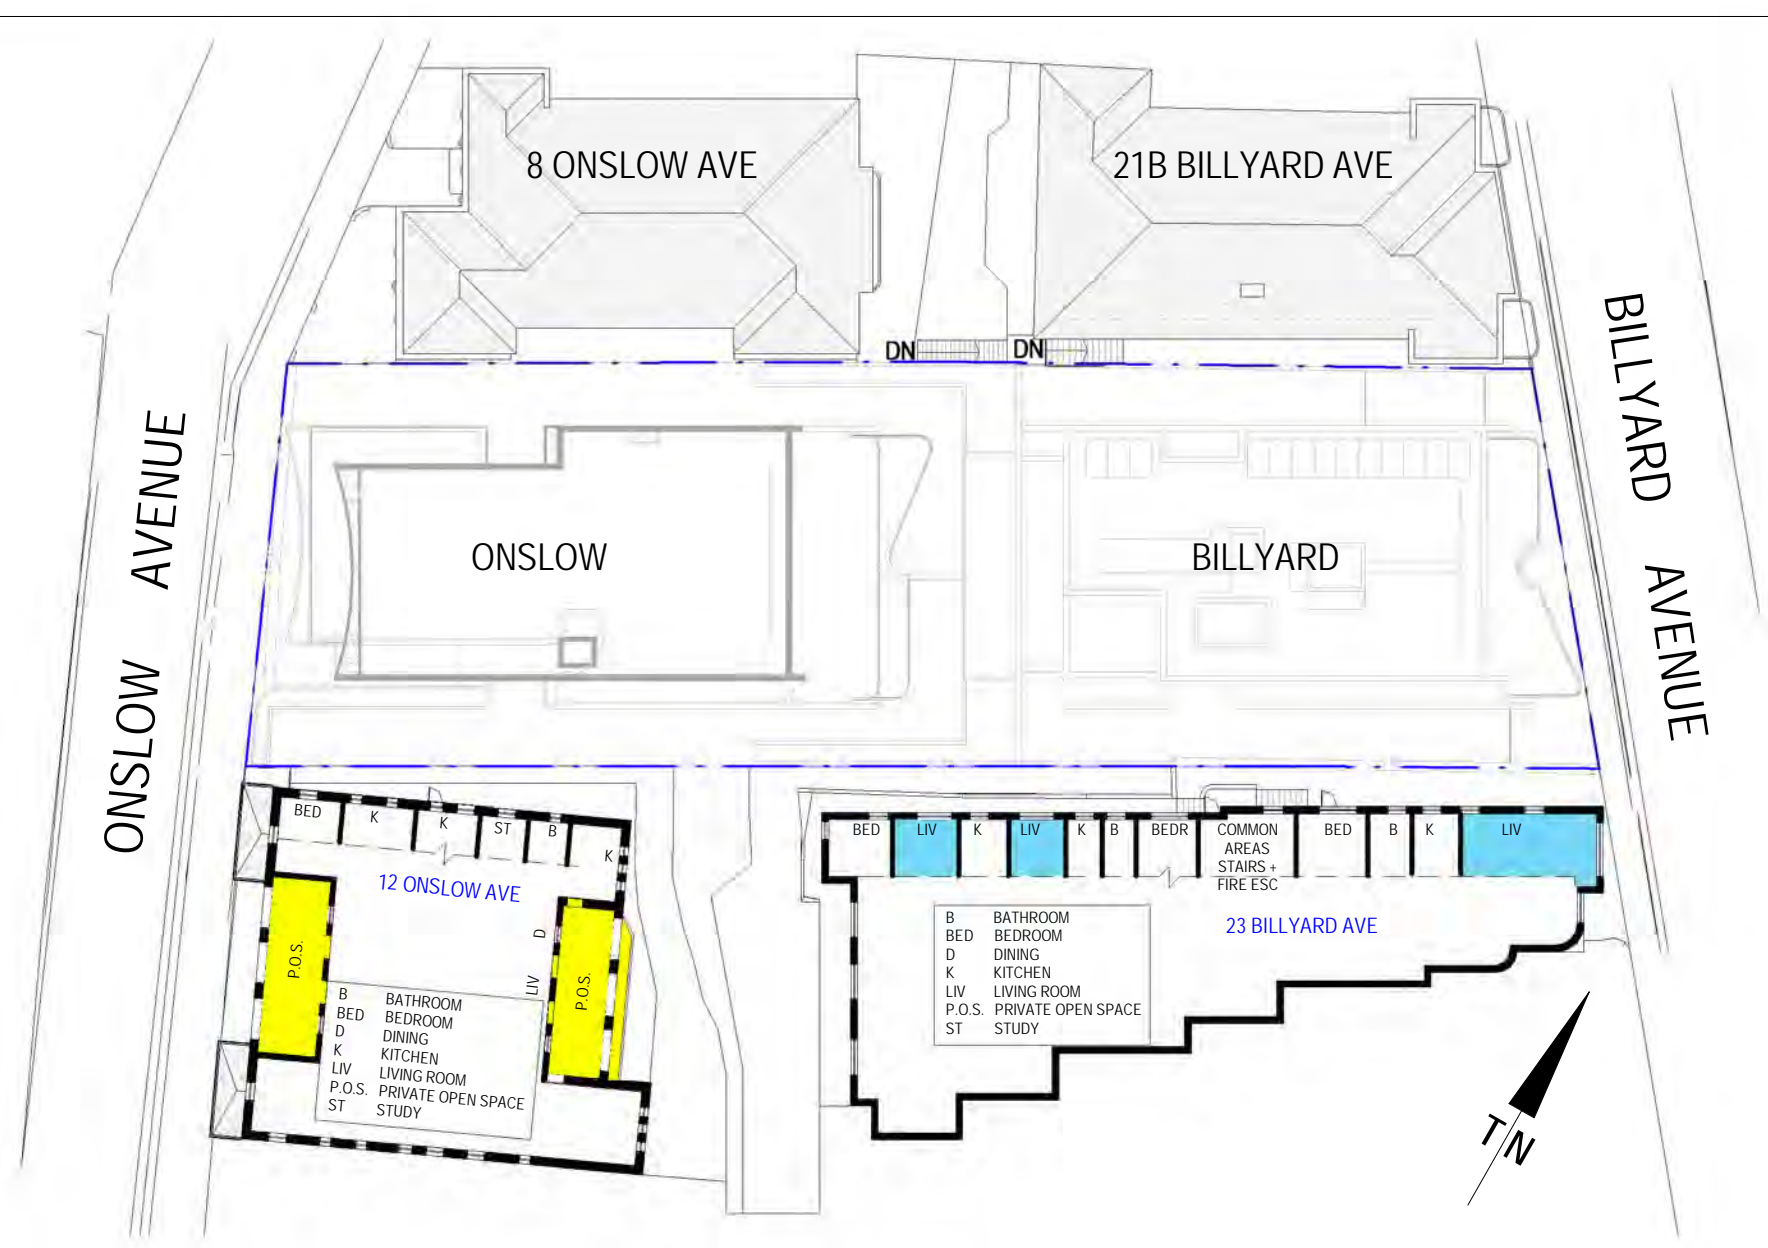 8 ONSLOW AVE
21B BILLYARD AVE
DN
DN
ONSLOW AVENUE
BILLYARD AVENUE
ONSLOW
BILLYARD
BED
K
K
ST
B
K
12 ONSLOW AVE
P.O.S.
D
LIV
P.O.S.
B BATHROOM
BED BEDROOM
D DINING
K KITCHEN
LIV LIVING ROOM
P.O.S. PRIVATE OPEN SPACE
ST STUDY
BED
LIV
K
LIV
K
B
BEDR
COMMON
AREAS
STAIRS +
FIRE ESC
BED
B
K
LIV
23 BILLYARD AVE
B BATHROOM
BED BEDROOM
D DINING
K KITCHEN
LIV LIVING ROOM
P.O.S. PRIVATE OPEN SPACE
ST STUDY
TN